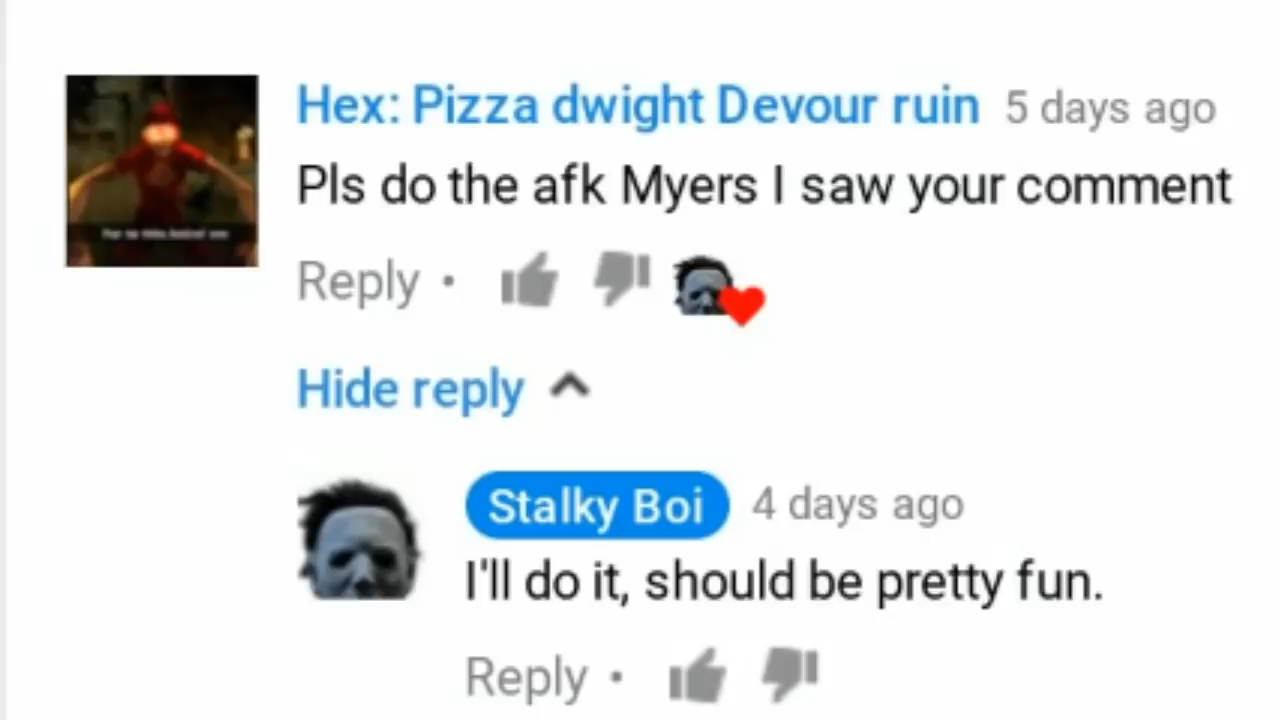 Hex: Pizza dwight Devour ruin 5 days ago
Pls do the afk Myers I saw your comment
Reply •
Hide reply
Stalky Boi 4 days ago
I'll do it, should be pretty fun.
Reply •